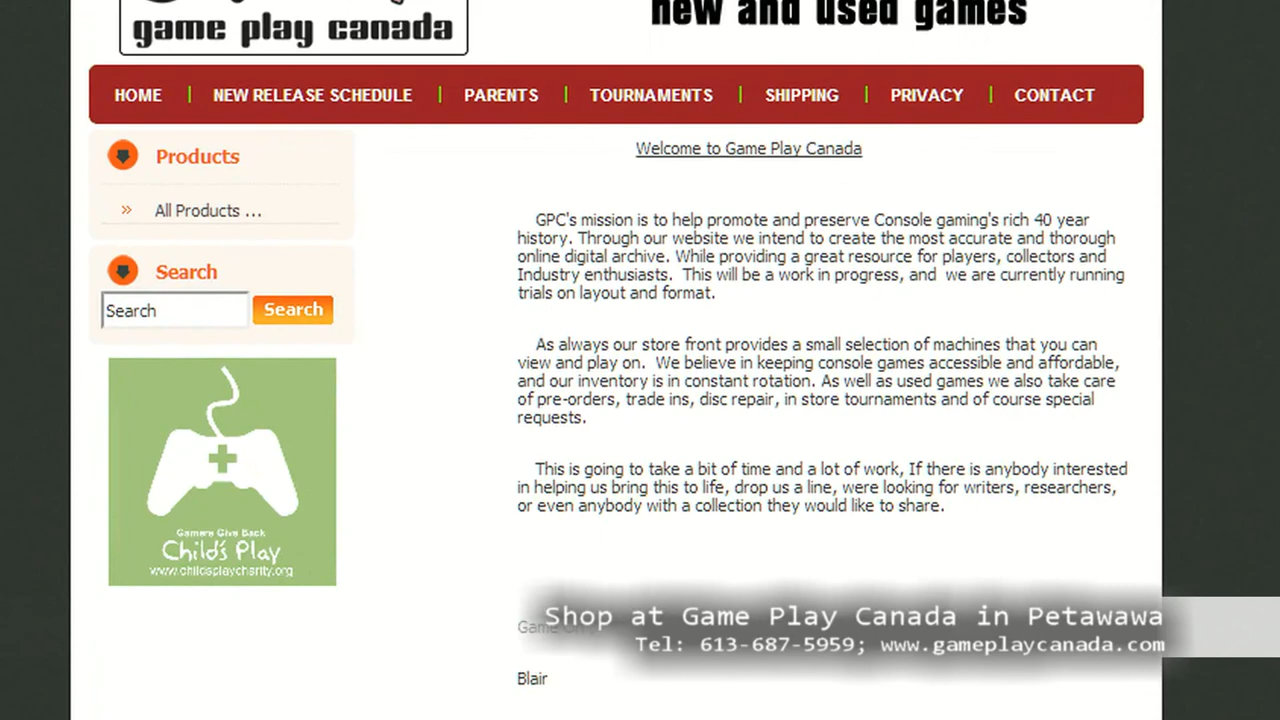 game play canada
new and used games
HOME | NEW RELEASE SCHEDULE | PARENTS | TOURNAMENTS | SHIPPING | PRIVACY | CONTACT
Products
» All Products ...
Search
Search Search
Gamers Give Back
Child's Play
www.childsplaycharity.org
Welcome to Game Play Canada
GPC's mission is to help promote and preserve Console gaming's rich 40 year
history. Through our website we intend to create the most accurate and thorough
online digital archive. While providing a great resource for players, collectors and
Industry enthusiasts. This will be a work in progress, and we are currently running
trials on layout and format.
As always our store front provides a small selection of machines that you can
view and play on. We believe in keeping console games accessible and affordable,
and our inventory is in constant rotation. As well as used games we also take care
of pre-orders, trade ins, disc repair, in store tournaments and of course special
requests.
This is going to take a bit of time and a lot of work, If there is anybody interested
in helping us bring this to life, drop us a line, were looking for writers, researchers,
or even anybody with a collection they would like to share.
Shop at Game Play Canada in Petawawa
Game
Tel: 613-687-5959; www.gameplaycanada.com
Blair